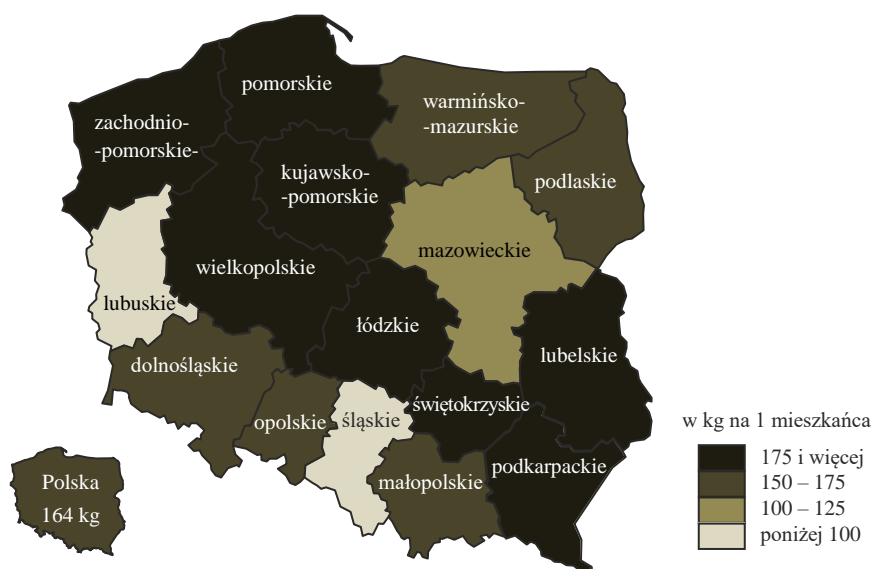 pomorskie
warmińsko-
-mazurskie
zachodnio-
-pomorskie-
kujawsko-
-pomorskie
podlaskie
mazowieckie
wielkopolskie
lubuskie
łódzkie
lubelskie
dolnośląskie
świętokrzyskie
opolskie
śląskie
podkarpackie
małopolskie
Polska
164 kg
w kg na 1 mieszkańca
175 i więcej
150 – 175
100 – 125
poniżej 100